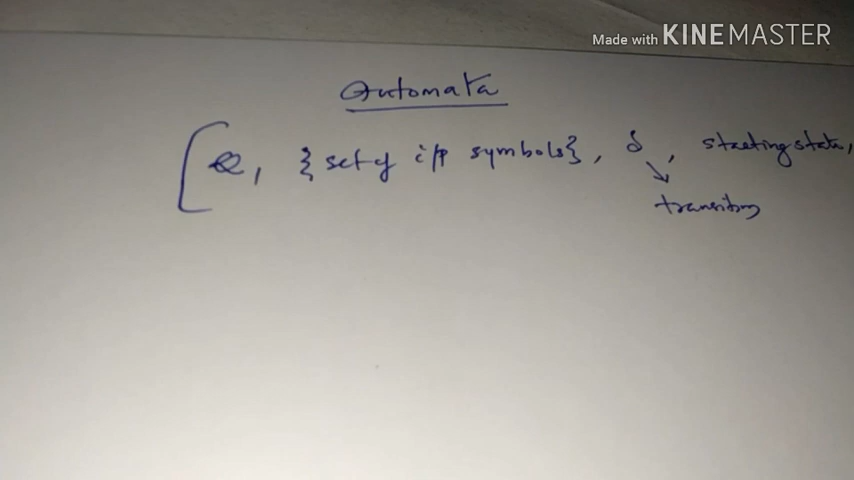 Made with KINEMASTER
Automata
[Q, {set of i/p symbols}, δ, starting state,
transition